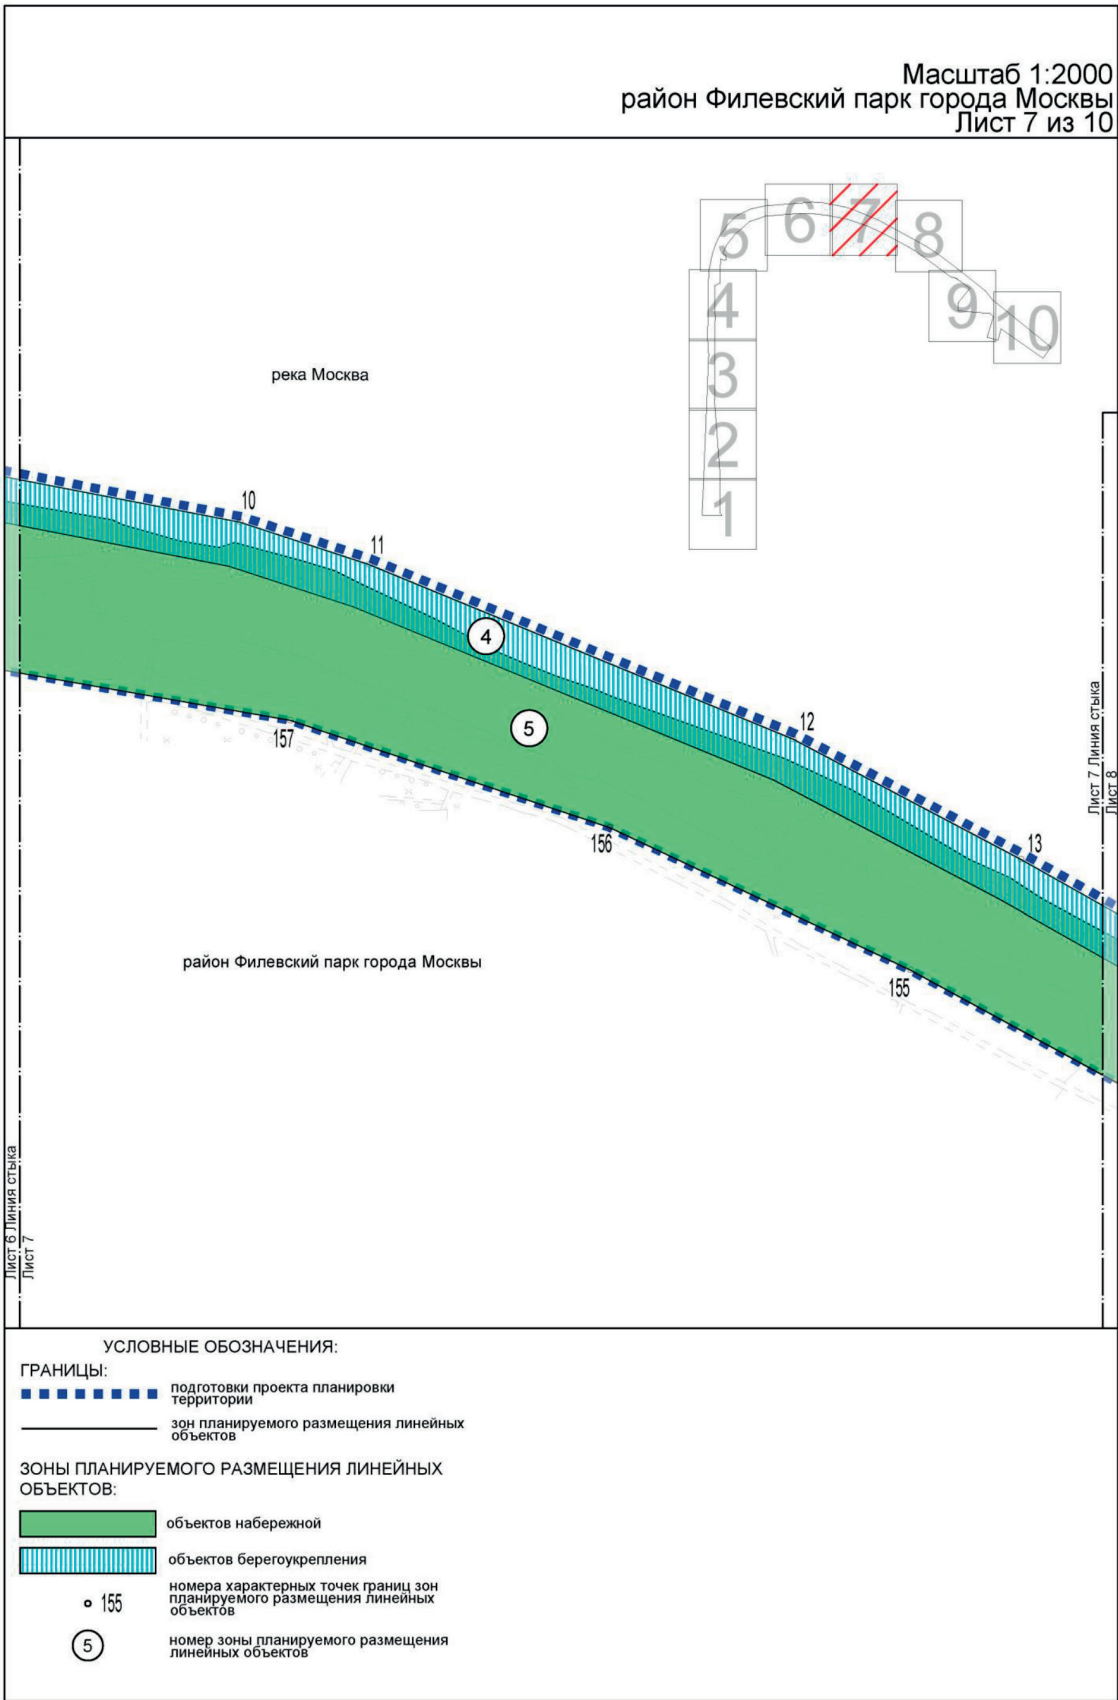 Масштаб 1:2000
район Филевский парк города Москвы
Лист 7 из 10
5
6
7
8
4
9
10
3
2
1
река Москва
10
11
4
12
5
157
13
156
155
район Филевский парк города Москвы
Лист 7 Линия стыка
Лист 8
Лист 6 Линия стыка
Лист 7
УСЛОВНЫЕ ОБОЗНАЧЕНИЯ:
ГРАНИЦЫ:
подготовки проекта планировки
территории
зон планируемого размещения линейных
объектов
ЗОНЫ ПЛАНИРУЕМОГО РАЗМЕЩЕНИЯ ЛИНЕЙНЫХ
ОБЪЕКТОВ:
объектов набережной
объектов берегоукрепления
155
номера характерных точек границ зон
планируемого размещения линейных
объектов
5
номер зоны планируемого размещения
линейных объектов